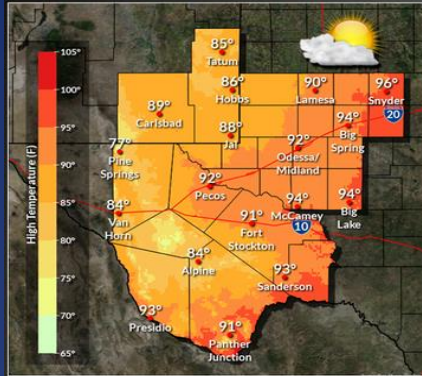 105°
100°
95°
90°
85°
80°
75°
70°
65°
High Temperature (F)
85°
Tatum
86°
Hobbs
90°
Lamesa
96°
Snyder
20
89°
Carlsbad
88°
Jal
94°
Big
Spring
77°
Pine
Springs
92°
Odessa/
Midland
92°
Pecos
84°
Van
Horn
91°
Fort
Stockton
94°
McCamey
10
94°
Big
Lake
84°
Alpine
93°
Sanderson
93°
Presidio
91°
Panther
Junction